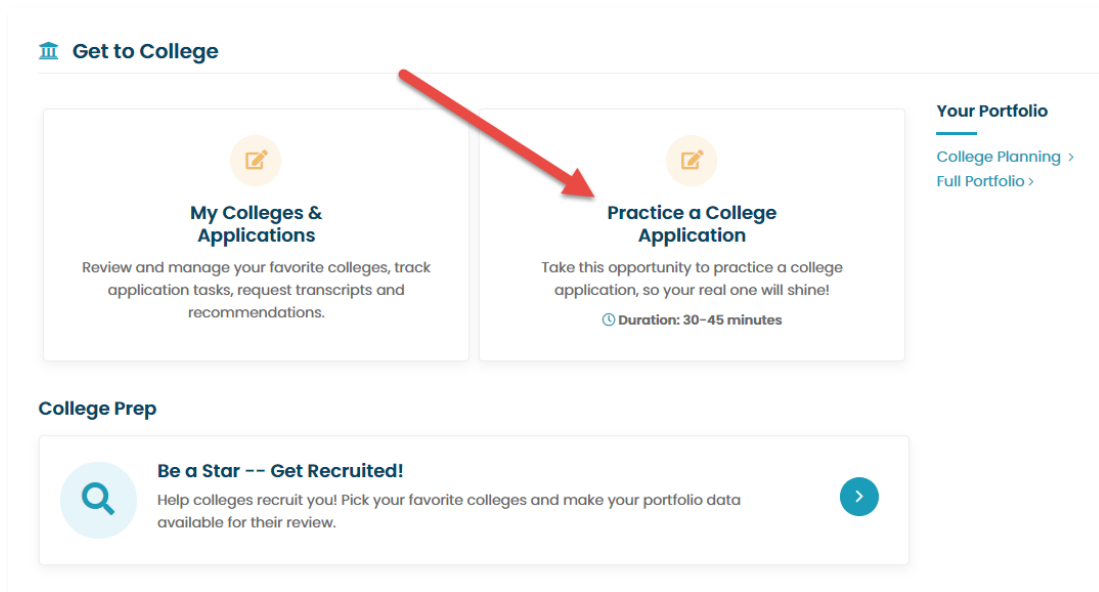 Get to College
My Colleges &
Applications
Review and manage your favorite colleges, track
application tasks, request transcripts and
recommendations.
Practice a College
Application
Take this opportunity to practice a college
application, so your real one will shine!
Duration: 30-45 minutes
Your Portfolio
College Planning >
Full Portfolio >
College Prep
Be a Star -- Get Recruited!
Help colleges recruit you! Pick your favorite colleges and make your portfolio data
available for their review.